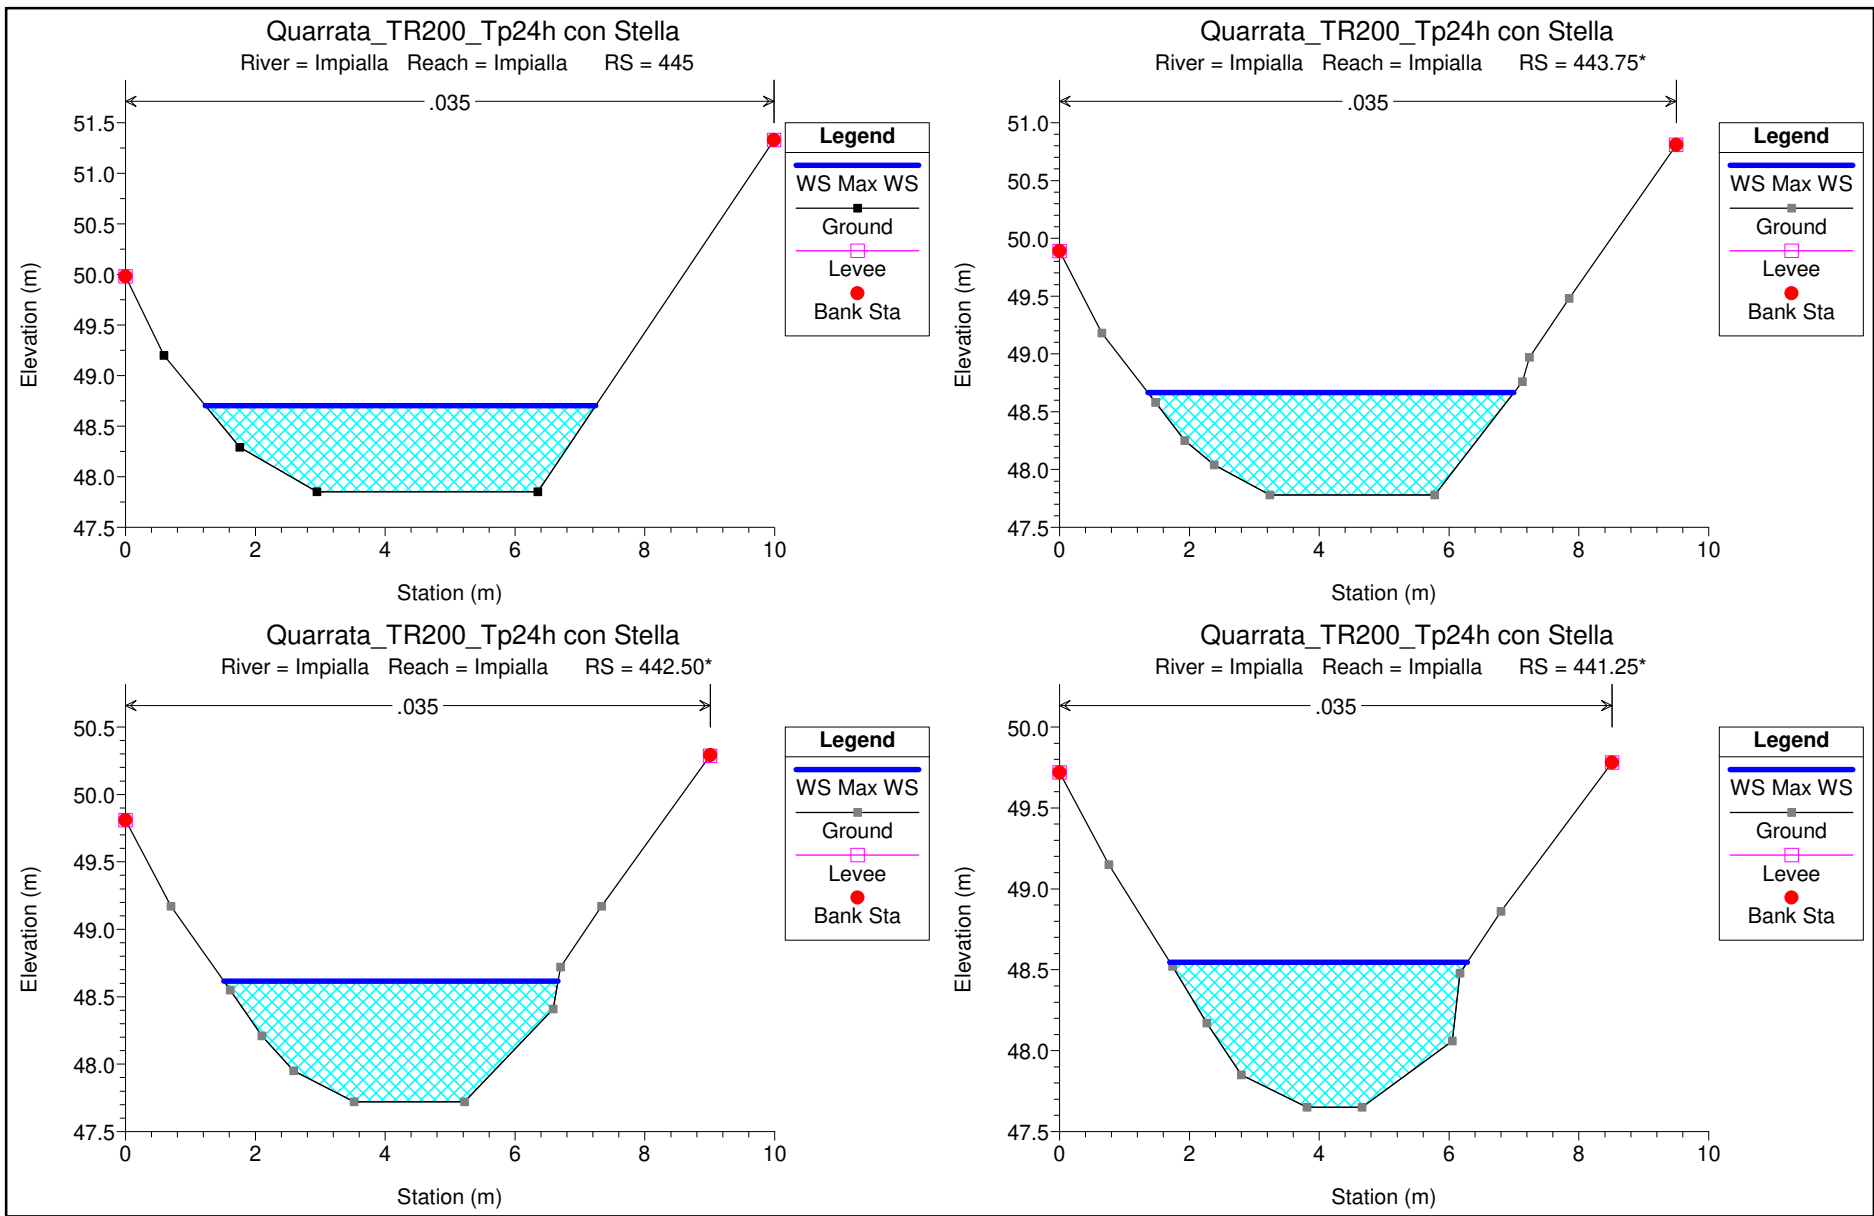 Quarrata_TR200_Tp24h con Stella
River = Impialla Reach = Impialla RS = 445
.035
51.5
51.0
50.5
50.0
49.5
49.0
48.5
48.0
47.5
0 2 4 6 8 10
Station (m)
Elevation (m)
Legend
WS Max WS
Ground
Levee
Bank Sta
Quarrata_TR200_Tp24h con Stella
River = Impialla Reach = Impialla RS = 443.75*
.035
51.0
50.5
50.0
49.5
49.0
48.5
48.0
47.5
0 2 4 6 8 10
Station (m)
Elevation (m)
Legend
WS Max WS
Ground
Levee
Bank Sta
Quarrata_TR200_Tp24h con Stella
River = Impialla Reach = Impialla RS = 442.50*
.035
50.5
50.0
49.5
49.0
48.5
48.0
47.5
0 2 4 6 8 10
Station (m)
Elevation (m)
Legend
WS Max WS
Ground
Levee
Bank Sta
Quarrata_TR200_Tp24h con Stella
River = Impialla Reach = Impialla RS = 441.25*
.035
50.0
49.5
49.0
48.5
48.0
47.5
0 2 4 6 8 10
Station (m)
Elevation (m)
Legend
WS Max WS
Ground
Levee
Bank Sta